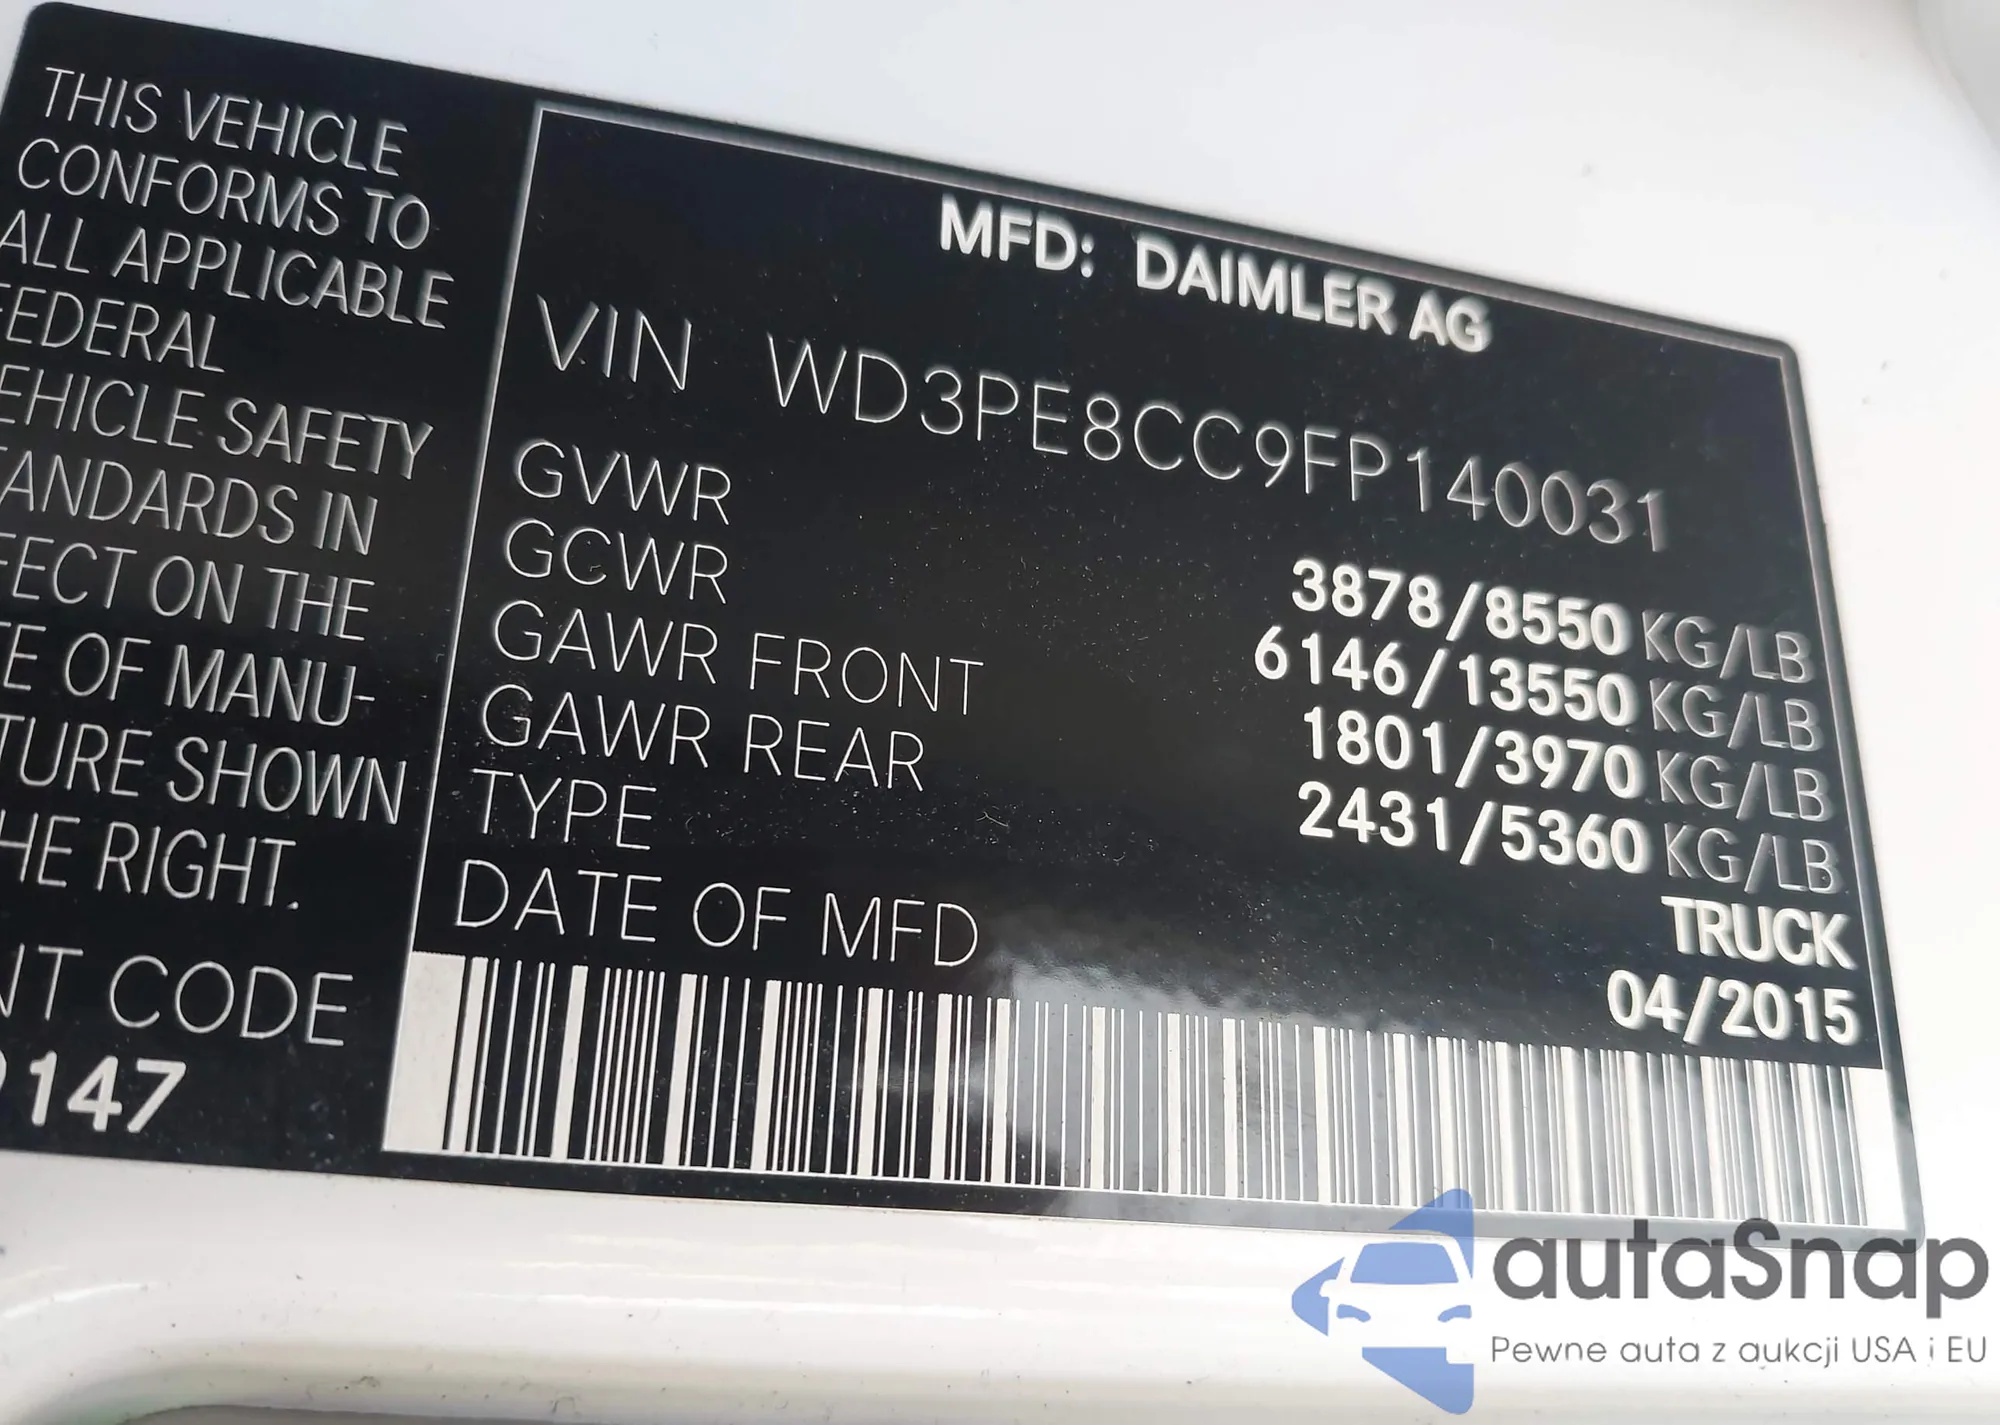 THIS VEHICLE
CONFORMS TO
ALL APPLICABLE
FEDERAL
EHICLE SAFETY
TANDARDS IN
FECT ON THE
TE OF MANU-
TURE SHOWN
HE RIGHT.
NT CODE
9147
MFD: DAIMLER AG
VIN WD3PE8CC9FP140031
GVWR 3878/8550 KG/LB
GCWR 6146/13550 KG/LB
GAWR FRONT 1801/3970 KG/LB
GAWR REAR 2431/5360 KG/LB
TYPE TRUCK
DATE OF MFD 04/2015
autaSnap
Pewne auta z aukcji USA i EU